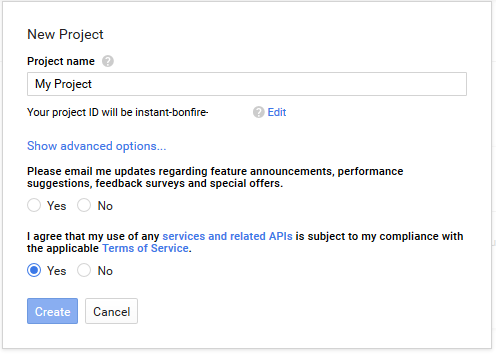 New Project
Project name ?
My Project
Your project ID will be instant-bonfire- ? Edit
Show advanced options...
Please email me updates regarding feature announcements, performance
suggestions, feedback surveys and special offers.
Yes No
I agree that my use of any services and related APIs is subject to my compliance with
the applicable Terms of Service.
Yes No
Create Cancel